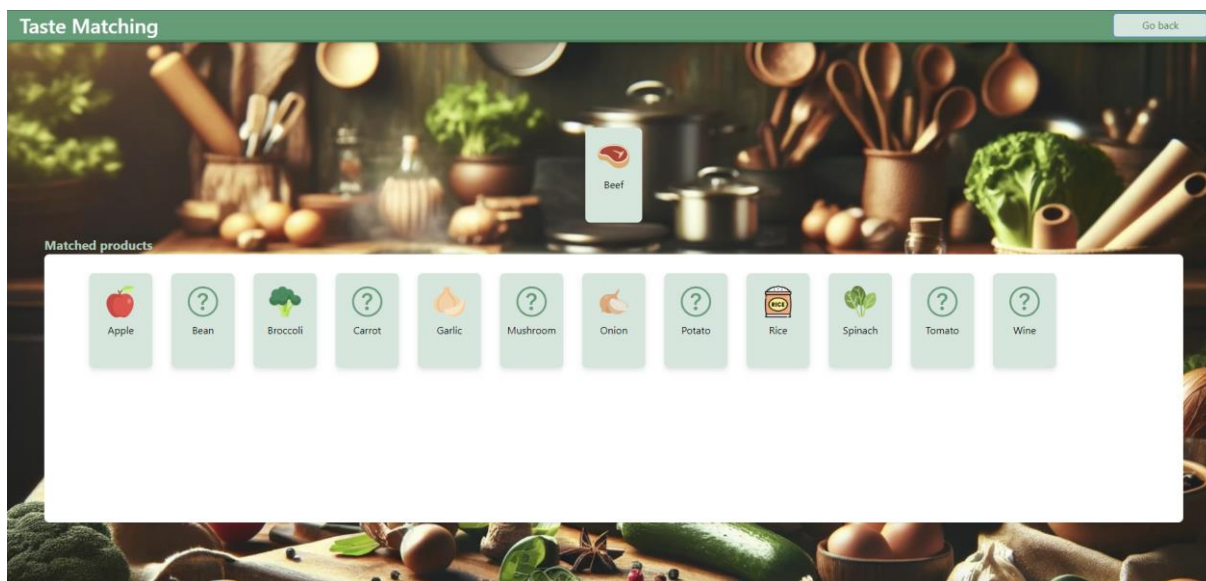 Taste Matching
Go back
Beef
Matched products
Apple
Bean
Broccoli
Carrot
Garlic
Mushroom
Onion
Potato
RICE
Rice
Spinach
Tomato
Wine